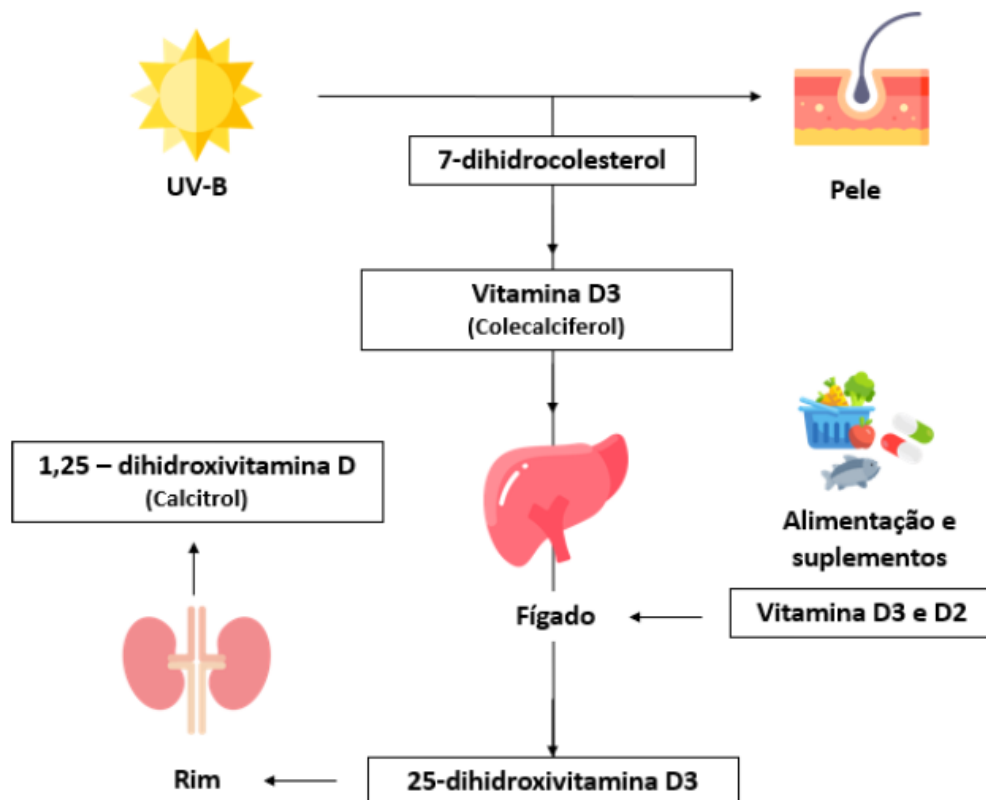 UV-B
7-dihidrocolesterol
Pele
Vitamina D3
(Colecalciferol)
1,25 – dihidroxivitamina D
(Calcitrol)
Alimentação e
suplementos
Fígado
Vitamina D3 e D2
Rim
25-dihidroxivitamina D3